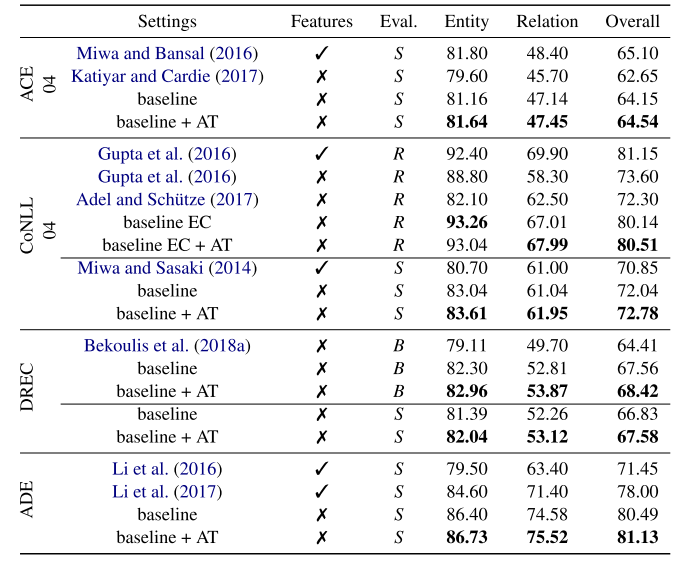 Settings Features Eval. Entity Relation Overall
ACE 04
Miwa and Bansal (2016) ✓ S 81.80 48.40 65.10
Katiyar and Cardie (2017) ✗ S 79.60 45.70 62.65
baseline ✗ S 81.16 47.14 64.15
baseline + AT ✗ S 81.64 47.45 64.54
CoNLL 04
Gupta et al. (2016) ✓ R 92.40 69.90 81.15
Gupta et al. (2016) ✗ R 88.80 58.30 73.60
Adel and Schütze (2017) ✗ R 82.10 62.50 72.30
baseline EC ✗ R 93.26 67.01 80.14
baseline EC + AT ✗ R 93.04 67.99 80.51
Miwa and Sasaki (2014) ✓ S 80.70 61.00 70.85
baseline ✗ S 83.04 61.04 72.04
baseline + AT ✗ S 83.61 61.95 72.78
DREC
Bekoulis et al. (2018a) ✗ B 79.11 49.70 64.41
baseline ✗ B 82.30 52.81 67.56
baseline + AT ✗ B 82.96 53.87 68.42
baseline ✗ S 81.39 52.26 66.83
baseline + AT ✗ S 82.04 53.12 67.58
ADE
Li et al. (2016) ✓ S 79.50 63.40 71.45
Li et al. (2017) ✓ S 84.60 71.40 78.00
baseline ✗ S 86.40 74.58 80.49
baseline + AT ✗ S 86.73 75.52 81.13